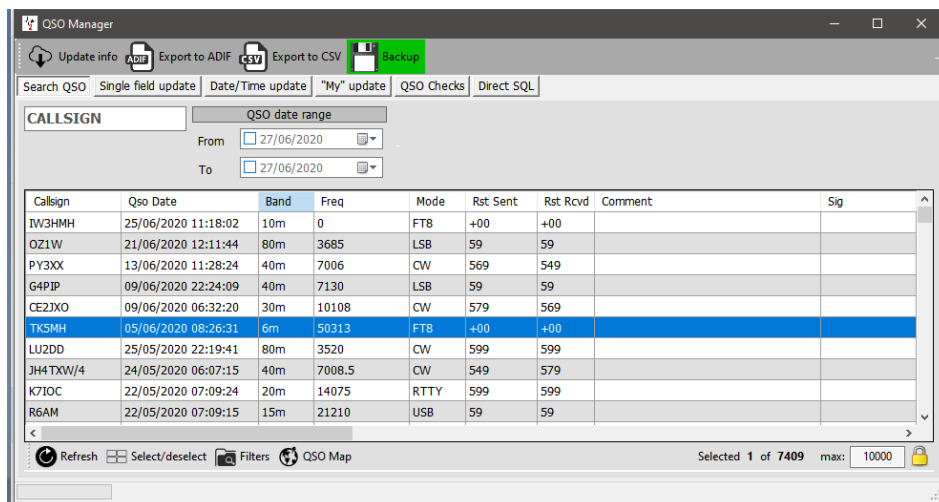 QSO Manager
Update info ADIF Export to ADIF CSV Export to CSV Backup
Search QSO Single field update Date/Time update "My" update QSO Checks Direct SQL
CALLSIGN QSO date range
From 27/06/2020
To 27/06/2020
Callsign Qso Date Band Freq Mode Rst Sent Rst Rcvd Comment Sig
IW3HMH 25/06/2020 11:18:02 10m 0 FT8 +00 +00
OZ1W 21/06/2020 12:11:44 80m 3685 LSB 59 59
PY3XX 13/06/2020 11:28:24 40m 7006 CW 569 549
G4PIP 09/06/2020 22:24:09 40m 7130 LSB 59 59
CE2JXO 09/06/2020 06:32:20 30m 10108 CW 579 569
TK5MH 05/06/2020 08:26:31 6m 50313 FT8 +00 +00
LU2DD 25/05/2020 22:19:41 80m 3520 CW 599 599
JH4TXW/4 24/05/2020 06:07:15 40m 7008.5 CW 549 579
K7IOC 22/05/2020 07:09:24 20m 14075 RTTY 599 599
R6AM 22/05/2020 07:09:15 15m 21210 USB 59 59
Refresh Select/deselect Filters QSO Map Selected 1 of 7409 max: 10000